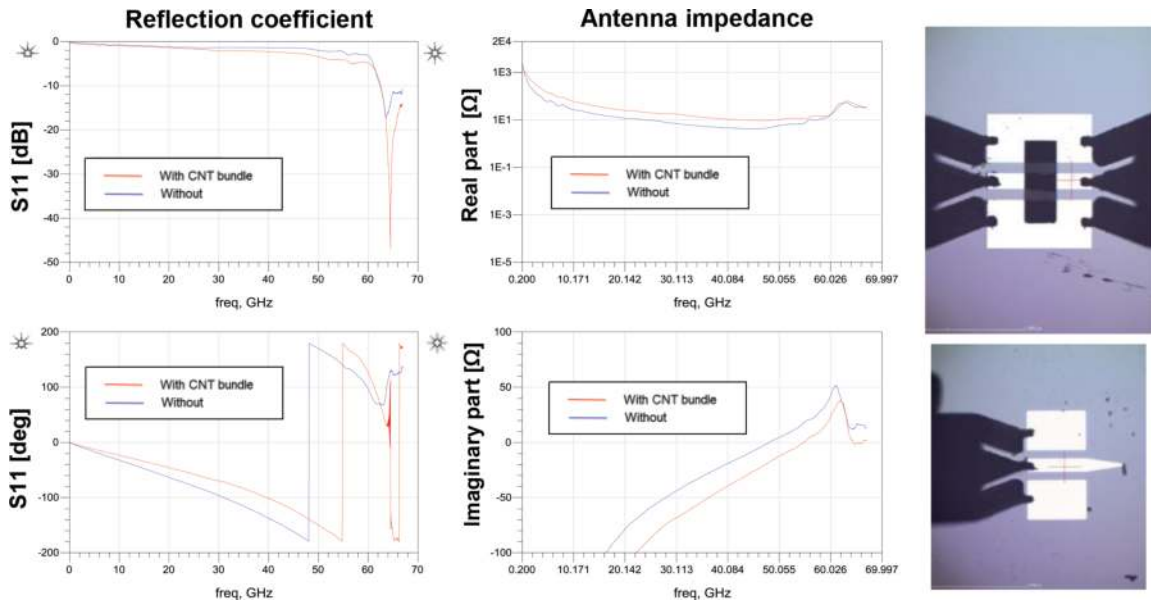 Reflection coefficient
S11 [dB]
0
-10
-20
-30
-40
-50
With CNT bundle
Without
0 10 20 30 40 50 60 70
freq, GHz
Antenna impedance
Real part [Ω]
2E4
1E3
1E1
1E-1
1E-3
1E-5
With CNT bundle
Without
0.200 10.171 20.142 30.113 40.084 50.055 60.026 69.997
freq, GHz
S11 [deg]
200
100
0
-100
-200
With CNT bundle
Without
0 10 20 30 40 50 60 70
freq, GHz
Imaginary part [Ω]
100
50
0
-50
-100
With CNT bundle
Without
0.200 10.171 20.142 30.113 40.084 50.055 60.026 69.997
freq, GHz